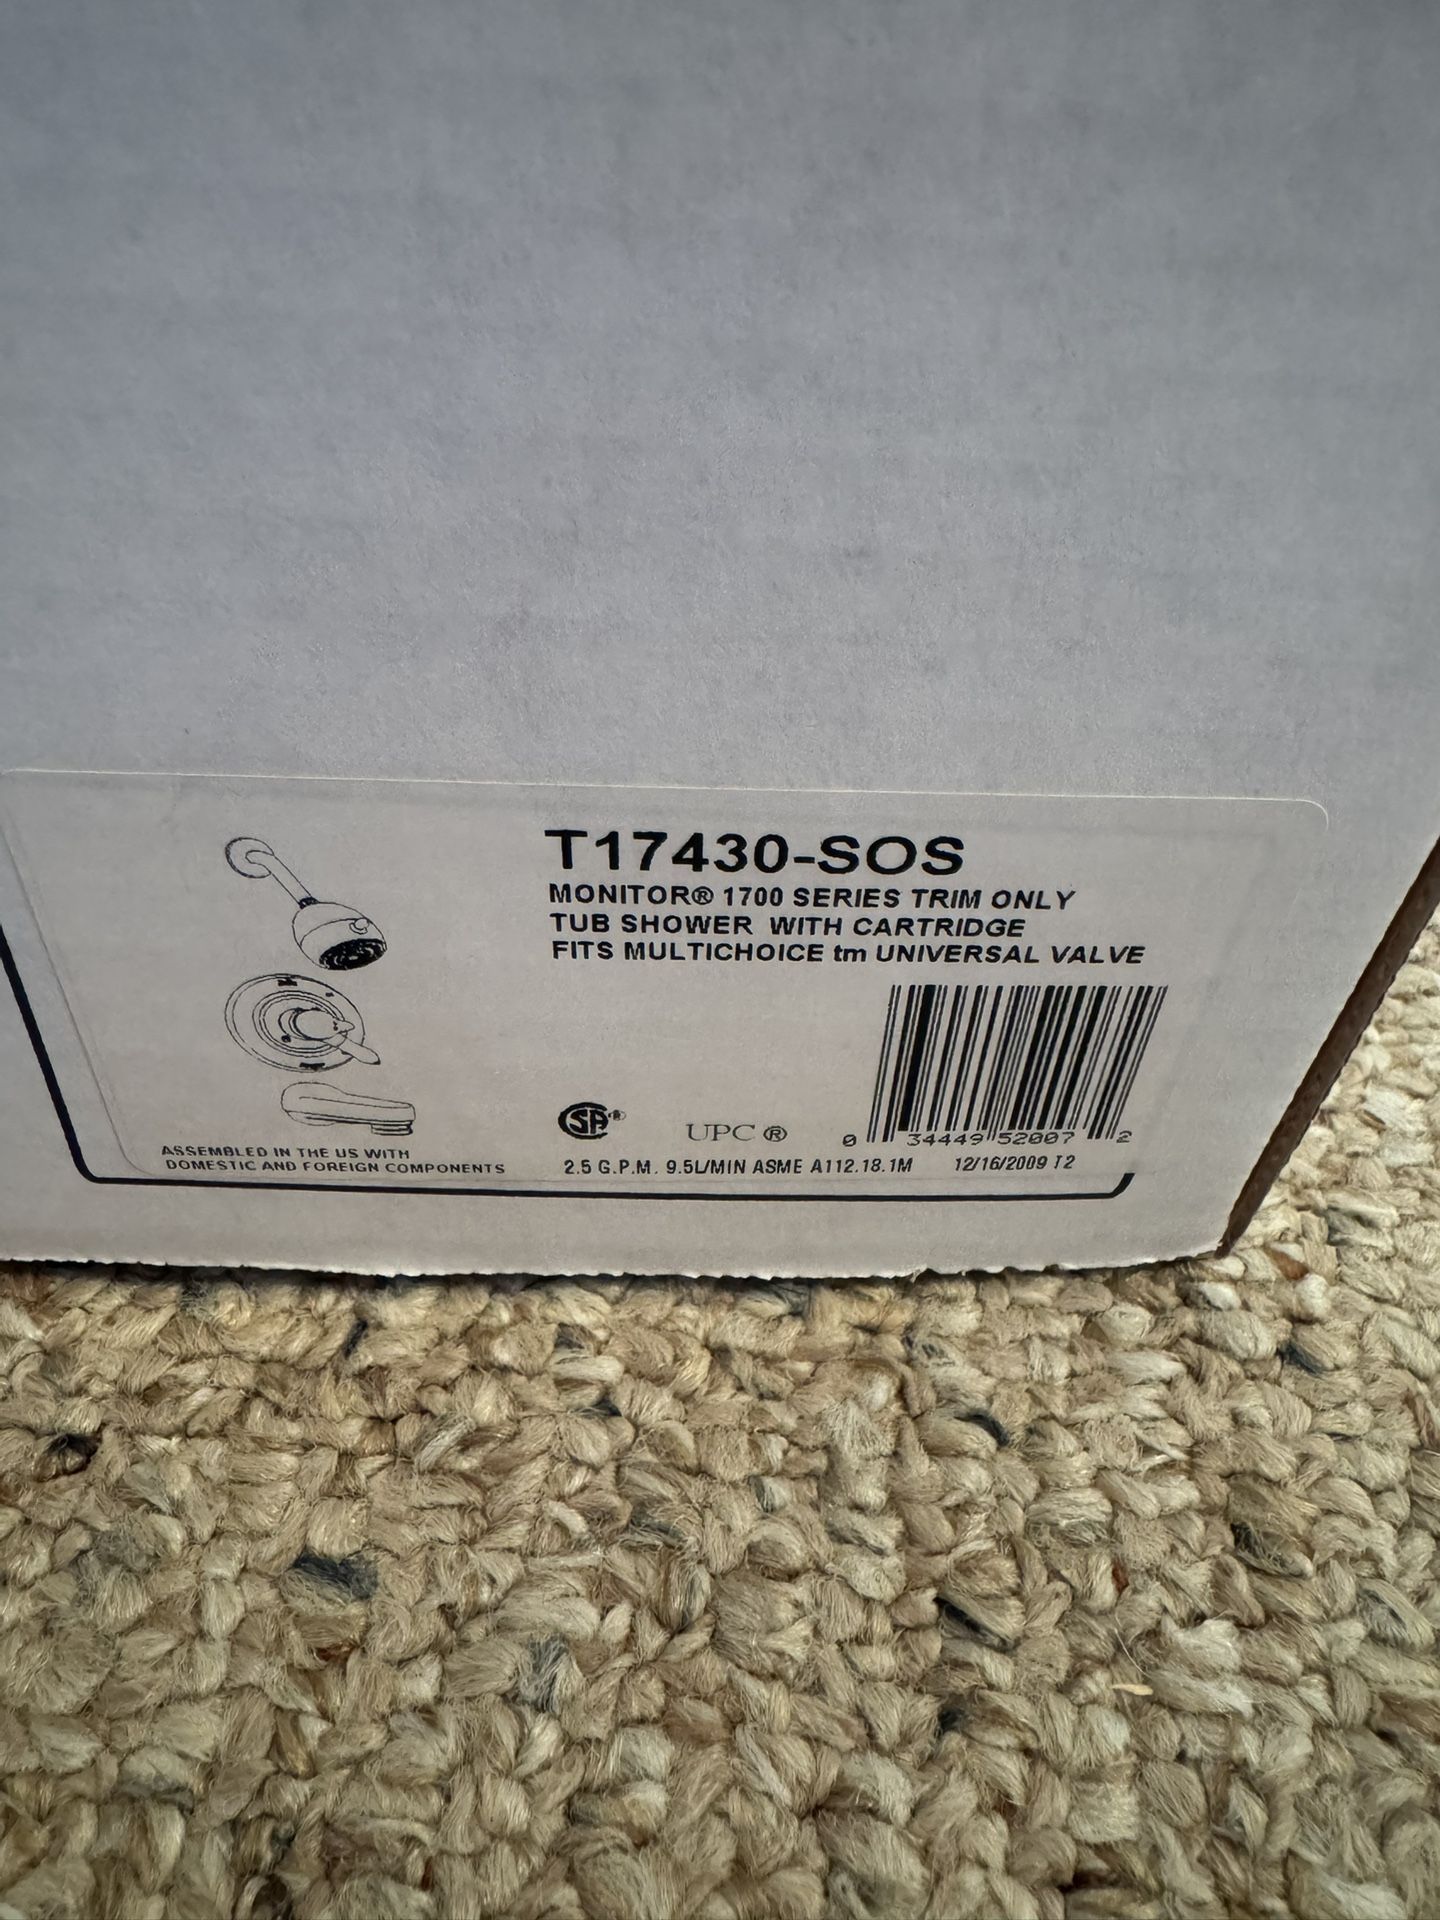 T17430-SOS
MONITOR® 1700 SERIES TRIM ONLY
TUB SHOWER WITH CARTRIDGE
FITS MULTICHOICE tm UNIVERSAL VALVE
CSA®
UPC ®
0 34449 52007 2
ASSEMBLED IN THE US WITH
DOMESTIC AND FOREIGN COMPONENTS
2.5 G.P.M. 9.5L/MIN ASME A112.18.1M 12/16/2009 T2